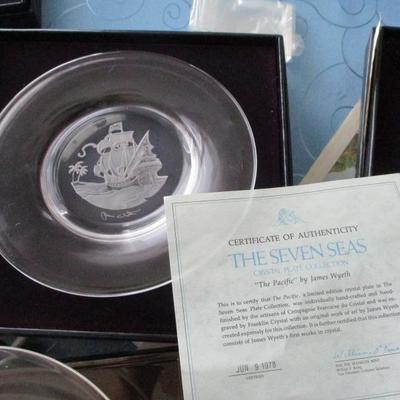 CERTIFICATE OF AUTHENTICITY
THE SEVEN SEAS
CRYSTAL PLATE COLLECTION
"The Pacific" by James Wyeth
This is to certify that The Pacific, a limited edition crystal plate in The
Seven Seas Plate Collection, was individually hand-crafted and hand-
finished by the artisans of Compagnie Francaise du Crystal and was en-
graved by Franklin Crystal with an original work of art by James Wyeth
created expressly for this collection. It is further certified that this collection
consists of James Wyeth's first works in crystal.
JUN 9 1978